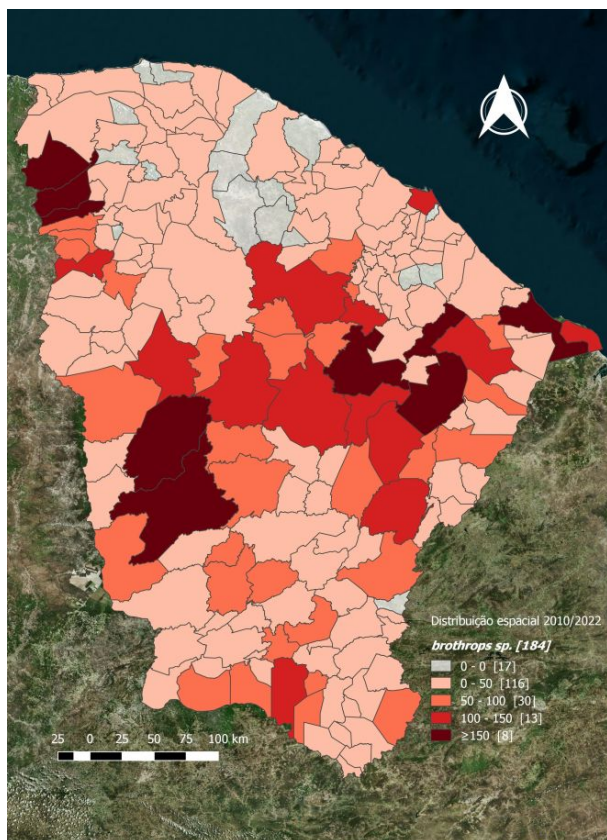 Distribuição espacial 2010/2022
brothrops sp. [184]
0 - 0 [17]
0 - 50 [116]
50 - 100 [30]
100 - 150 [13]
≥150 [8]
25 0 25 50 75 100 km